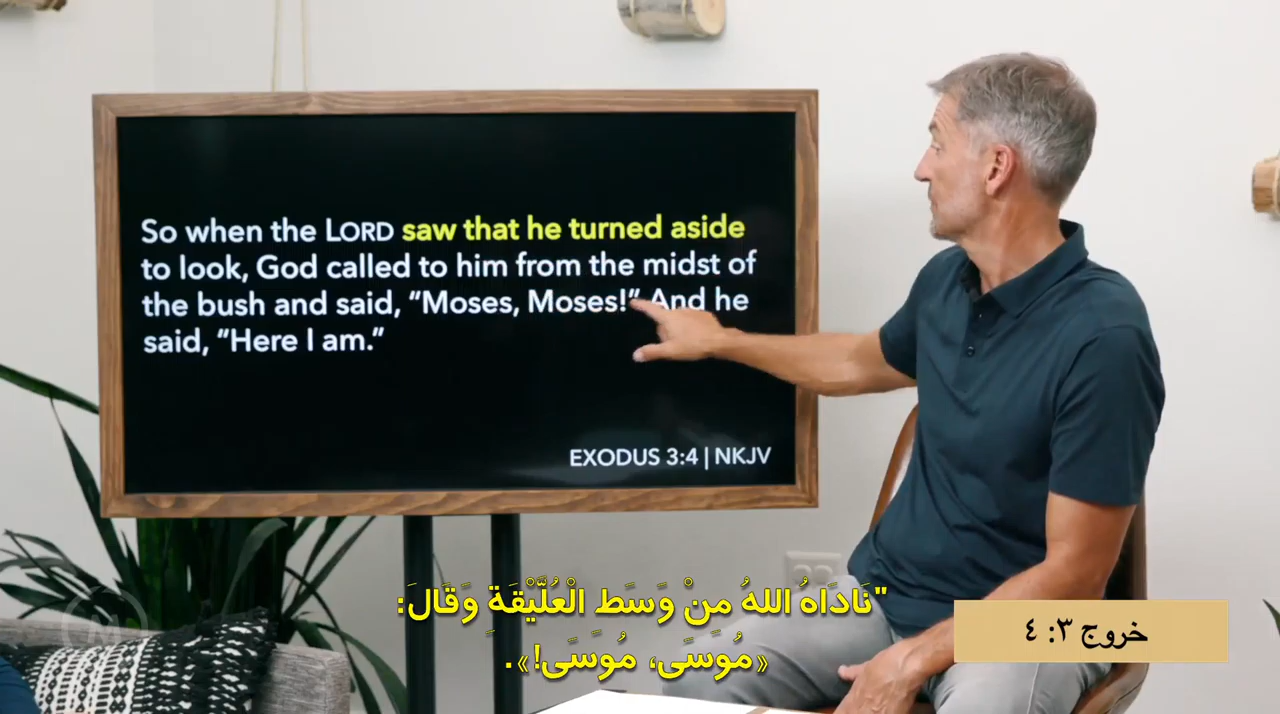 So when the LORD saw that he turned aside
to look, God called to him from the midst of
the bush and said, “Moses, Moses!” And he
said, “Here I am.”
EXODUS 3:4 | NKJV
"نَادَاهُ اللهُ مِنْ وَسَطِ الْعُلَّيْقَةِ وَقَالَ:
«مُوسَى، مُوسَى!».
خروج ٣: ٤